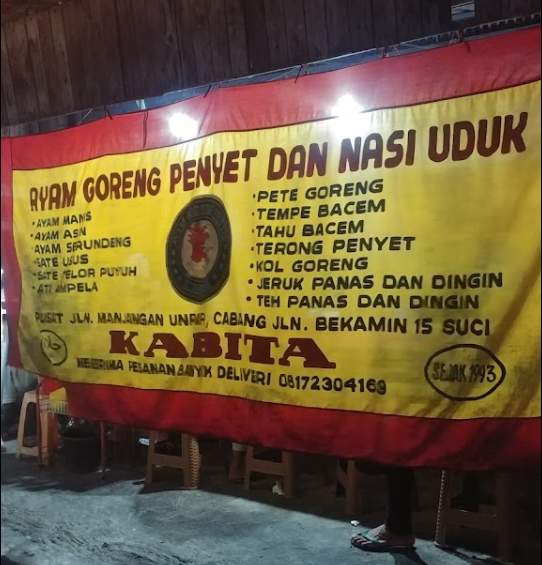 AYAM GORENG PENYET DAN NASI UDUK
• AYAM MANIS
• AYAM ASIN
AYAM SERUNDENG
• SATE USUS
• SATE TELOR PUYUH
• ATI AMPELA
• PETE GORENG
• TEMPE BACEM
• TAHU BACEM
• TERONG PENYET
• KOL GORENG
• JERUK PANAS DAN DINGIN
• TEH PANAS DAN DINGIN
PUSAT JLN. MANJANGAN CABANG JLN. BEKAMIN 15 SUCI
KABITA
MENERIMA PESANAN DELIVERI 08172304169
SEJAK 1993